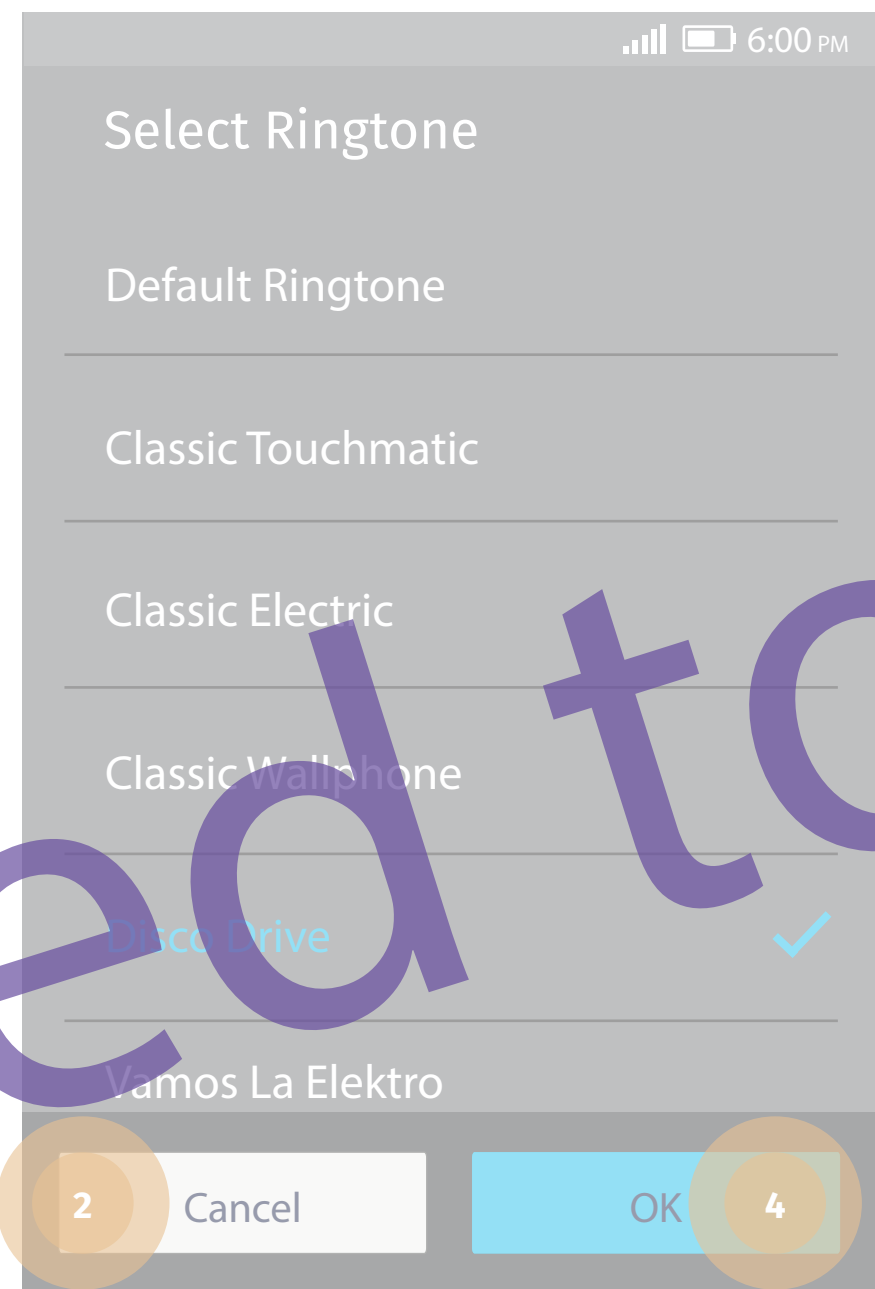 6:00 PM
Select Ringtone
Default Ringtone
Classic Touchmatic
Classic Electric
Classic Wallphone
Disco Drive
Vamos La Elektro
2 Cancel
OK 4
ed to